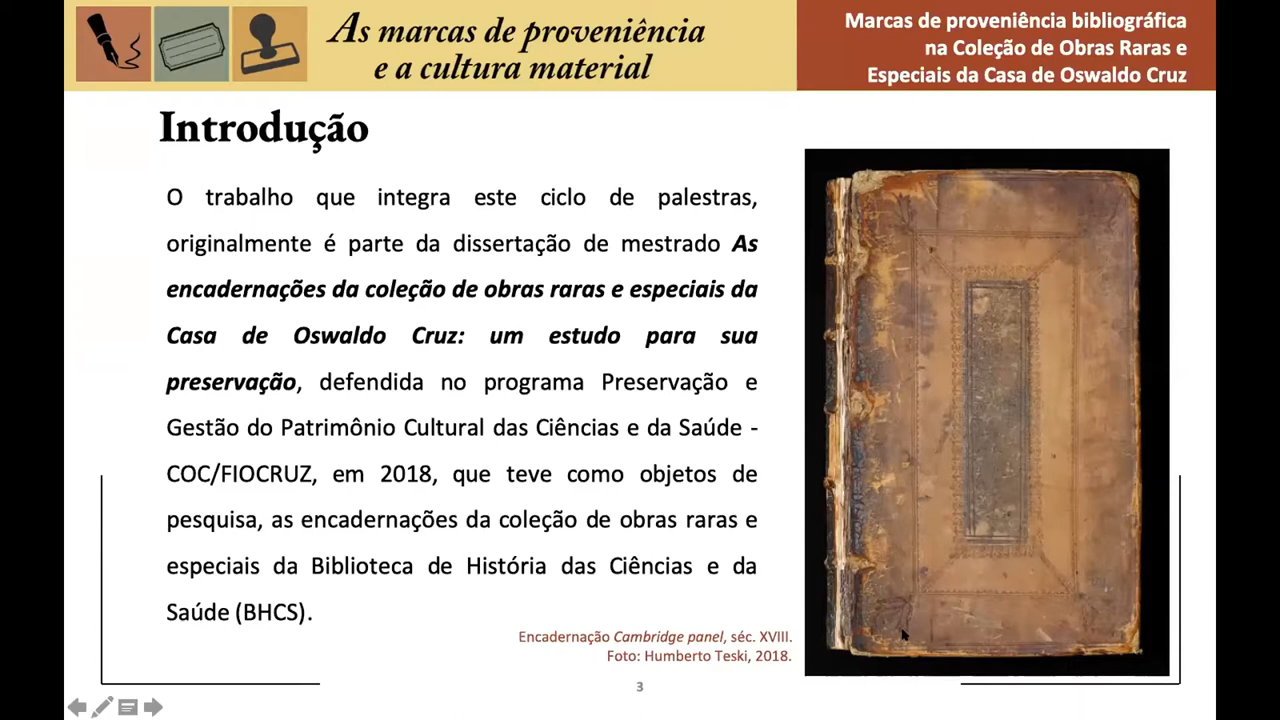 As marcas de proveniência
e a cultura material
Marcas de proveniência bibliográfica
na Coleção de Obras Raras e
Especiais da Casa de Oswaldo Cruz
Introdução
O trabalho que integra este ciclo de palestras,
originalmente é parte da dissertação de mestrado As
encadernações da coleção de obras raras e especiais da
Casa de Oswaldo Cruz: um estudo para sua
preservação, defendida no programa Preservação e
Gestão do Patrimônio Cultural das Ciências e da Saúde -
COC/FIOCRUZ, em 2018, que teve como objetos de
pesquisa, as encadernações da coleção de obras raras e
especiais da Biblioteca de História das Ciências e da
Saúde (BHCS).
Encadernação Cambridge panel, séc. XVIII.
Foto: Humberto Teski, 2018.
3